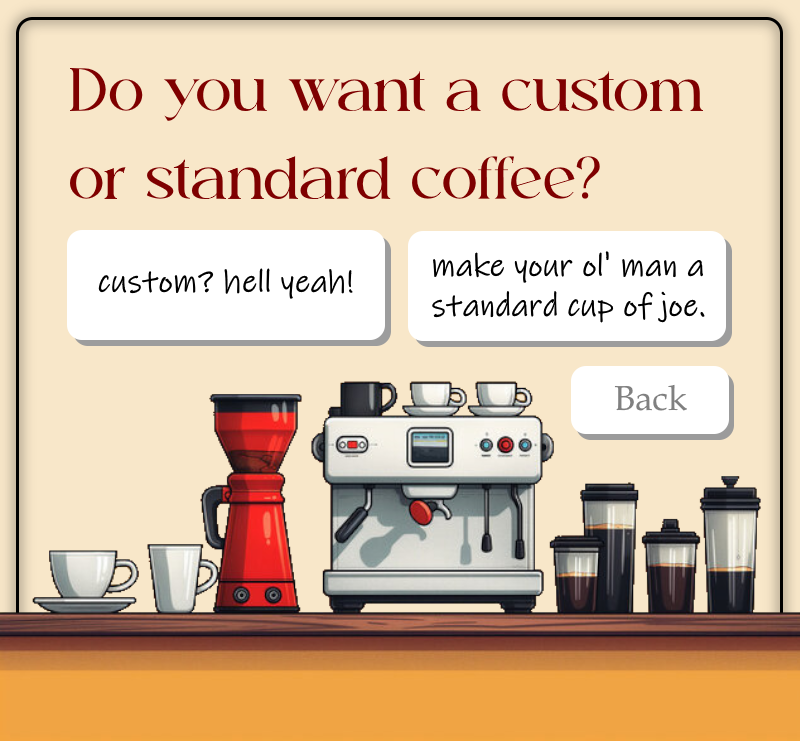 Do you want a custom
or standard coffee?
custom? hell yeah!
make your ol' man a
standard cup of joe.
Back